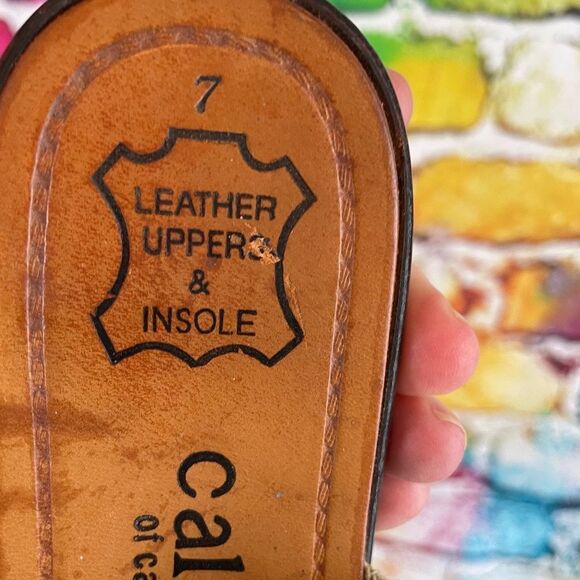 7
LEATHER
UPPERS
&
INSOLE
cal
of ca